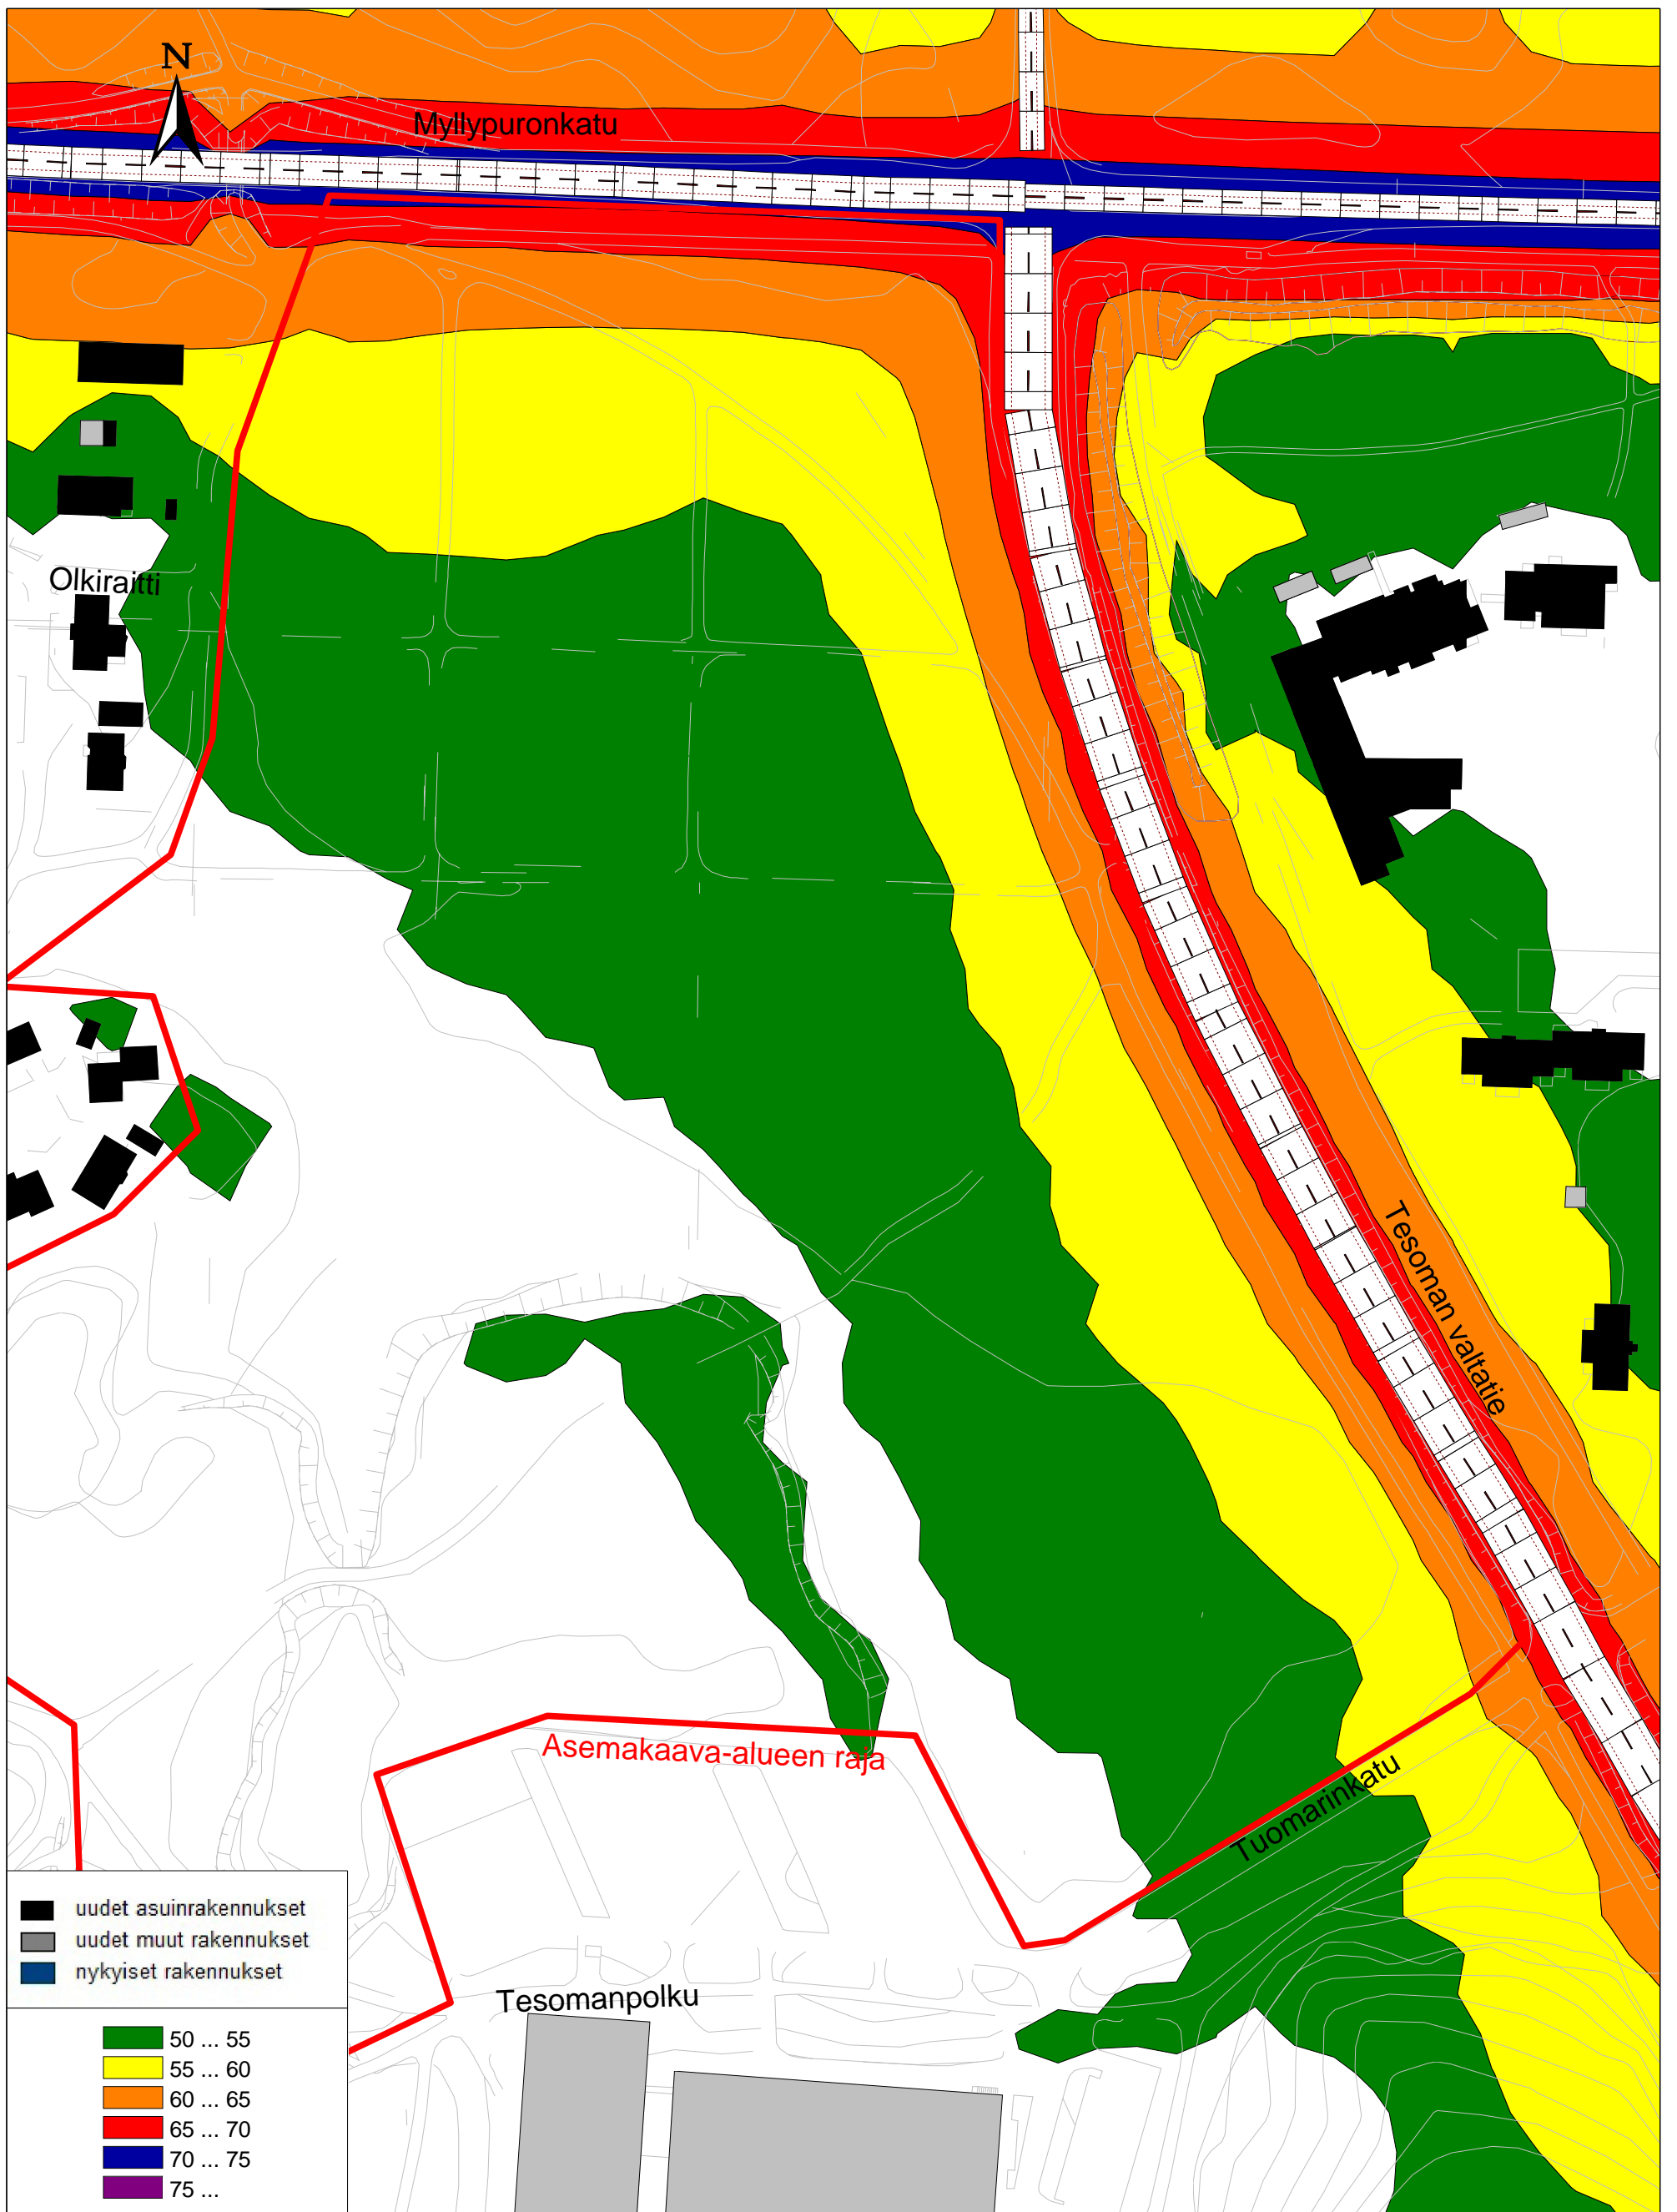 N
Myllypuronkatu
Olkiraitti
Tesoman valtatie
Asemakaava-alueen raja
Tuomarinkatu
Tesomanpolku
uudet asuinrakennukset
uudet muut rakennukset
nykyiset rakennukset
50 ... 55
55 ... 60
60 ... 65
65 ... 70
70 ... 75
75 ...